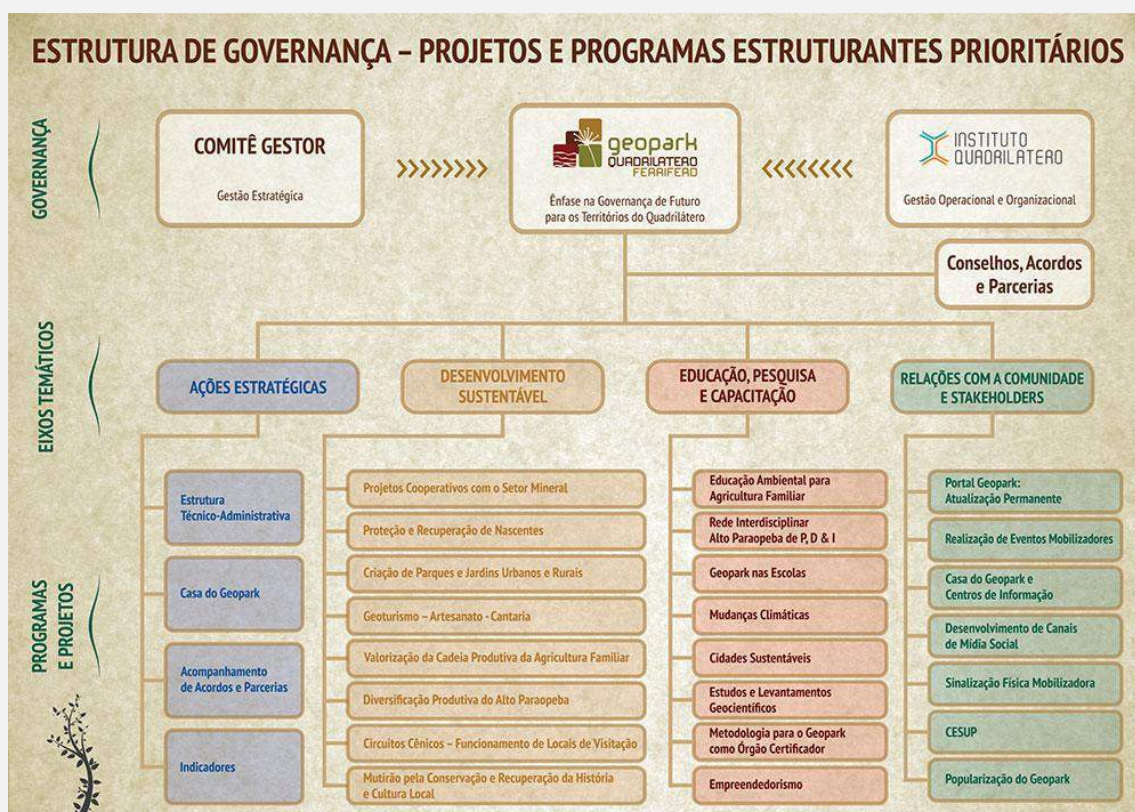 ESTRUTURA DE GOVERNANÇA – PROJETOS E PROGRAMAS ESTRUTURANTES PRIORITÁRIOS
GOVERNANÇA
COMITÊ GESTOR
Gestão Estratégica
geopark
QUADRILÁTERO
FERRÍFERO
Ênfase na Governança de Futuro
para os Territórios do Quadrilátero
INSTITUTO
QUADRILÁTERO
Gestão Operacional e Organizacional
Conselhos, Acordos
e Parcerias
EIXOS TEMÁTICOS
AÇÕES ESTRATÉGICAS
DESENVOLVIMENTO
SUSTENTÁVEL
EDUCAÇÃO, PESQUISA
E CAPACITAÇÃO
RELAÇÕES COM A COMUNIDADE
E STAKEHOLDERS
PROGRAMAS
E PROJETOS
Estrutura
Técnico-Administrativa
Casa do Geopark
Acompanhamento
de Acordos e Parcerias
Indicadores
Projetos Cooperativos com o Setor Mineral
Proteção e Recuperação de Nascentes
Criação de Parques e Jardins Urbanos e Rurais
Geoturismo – Artesanato - Cantaria
Valorização da Cadeia Produtiva da Agricultura Familiar
Diversificação Produtiva do Alto Paraopeba
Circuitos Cênicos – Funcionamento de Locais de Visitação
Mutirão pela Conservação e Recuperação da História
e Cultura Local
Educação Ambiental para
Agricultura Familiar
Rede Interdisciplinar
Alto Paraopeba de P, D & I
Geopark nas Escolas
Mudanças Climáticas
Cidades Sustentáveis
Estudos e Levantamentos
Geocientíficos
Metodologia para o Geopark
como Órgão Certificador
Empreendedorismo
Portal Geopark:
Atualização Permanente
Realização de Eventos Mobilizadores
Casa do Geopark e
Centros de Informação
Desenvolvimento de Canais
de Mídia Social
Sinalização Física Mobilizadora
CESUP
Popularização do Geopark